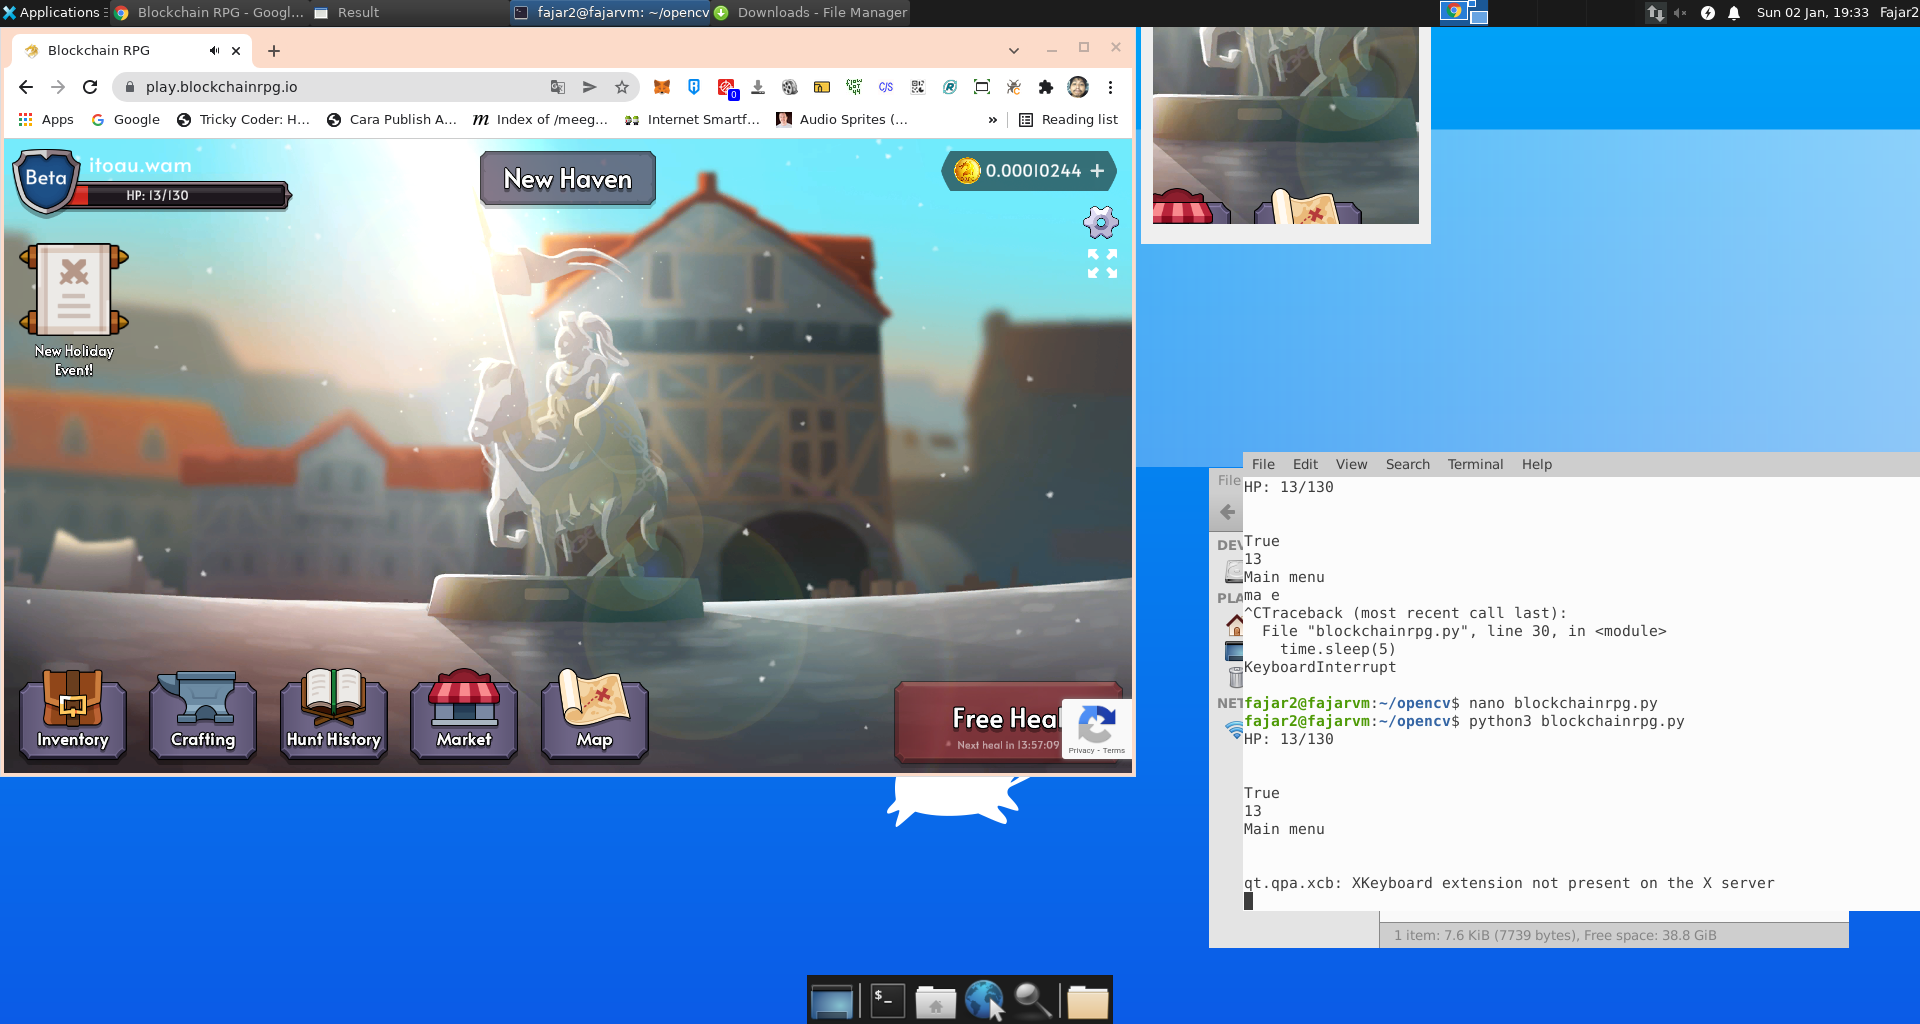 Applications
Blockchain RPG - Googl...
Result
fajar2@fajarvm: ~/opencv
Downloads - File Manager
Sun 02 Jan, 19:33
Fajar2
Blockchain RPG
play.blockchainrpg.io
0
C/S
Apps
Google
Tricky Coder: H...
Cara Publish A...
Index of /meeg...
Internet Smartf...
Audio Sprites (...
»
Reading list
Beta
itoau.wam
HP: 13/130
New Haven
0.00010244 +
New Holiday
Event!
Inventory
Crafting
Hunt History
Market
Map
Free Heal
Next heal in 13:57:09
Privacy - Terms
File
DEV
PLA
NET
File Edit View Search Terminal Help
HP: 13/130
True
13
Main menu
ma e
^CTraceback (most recent call last):
File "blockchainrpg.py", line 30, in <module>
time.sleep(5)
KeyboardInterrupt
fajar2@fajarvm:~/opencv$ nano blockchainrpg.py
fajar2@fajarvm:~/opencv$ python3 blockchainrpg.py
HP: 13/130
True
13
Main menu
qt.qpa.xcb: XKeyboard extension not present on the X server
1 item: 7.6 KiB (7739 bytes), Free space: 38.8 GiB
$_